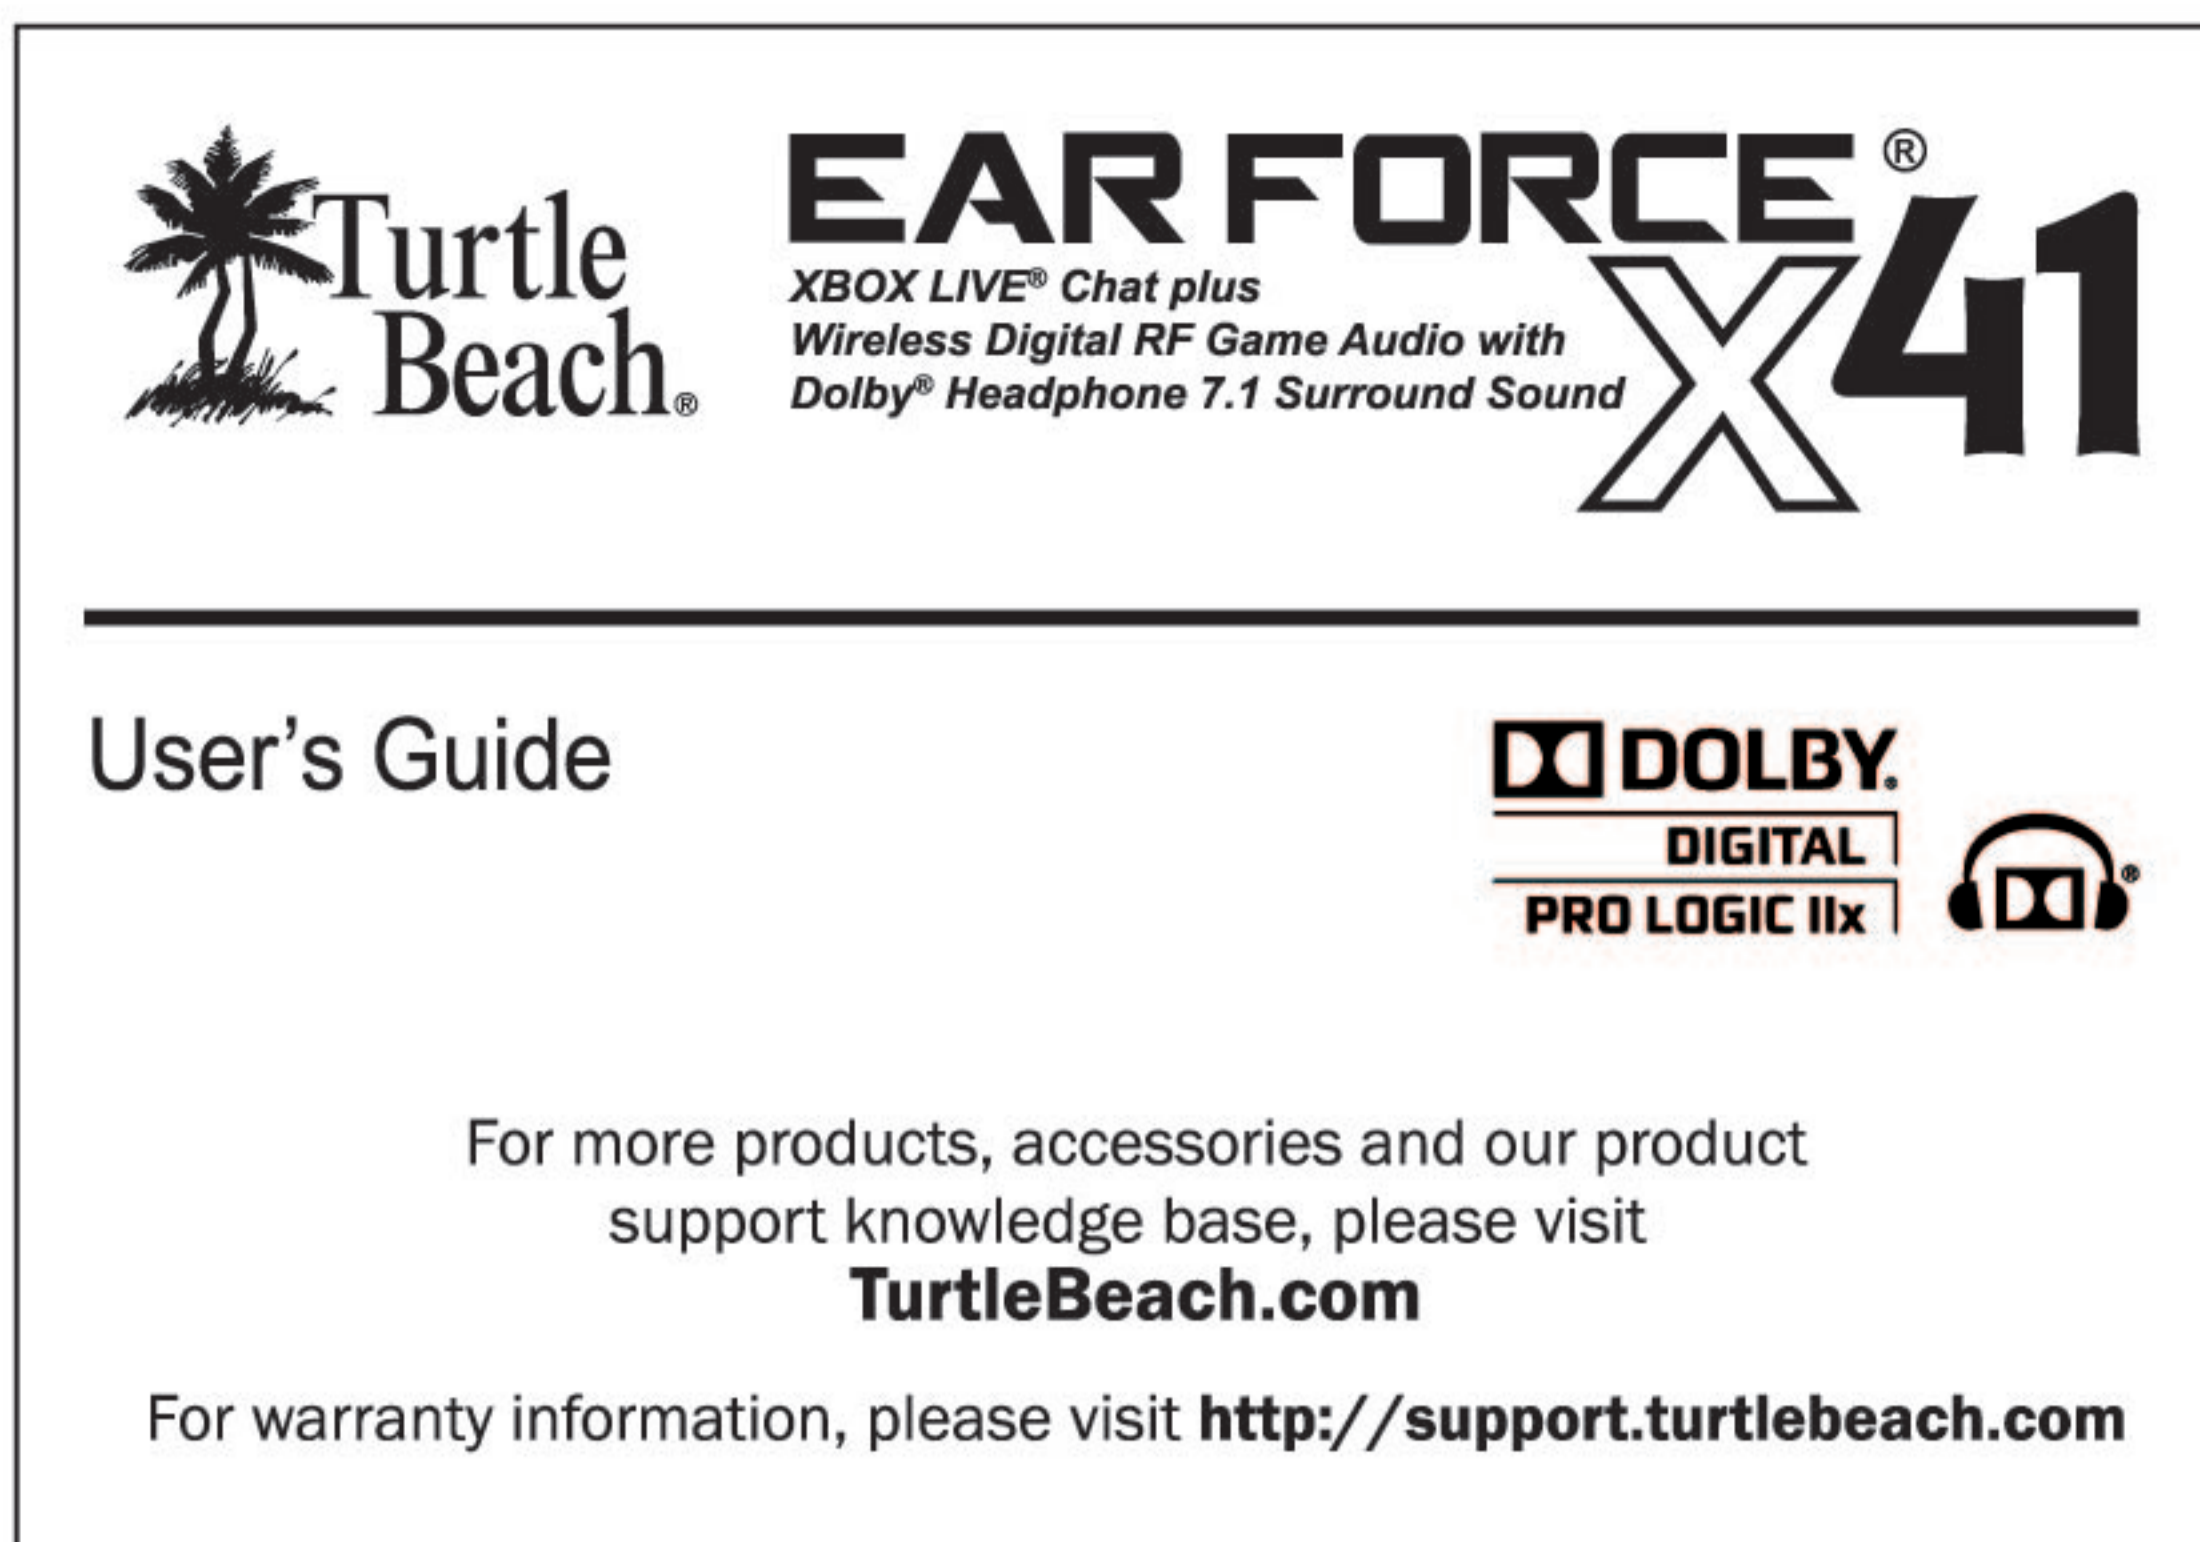 Turtle
Beach®
EAR FORCE®
X41
XBOX LIVE® Chat plus
Wireless Digital RF Game Audio with
Dolby® Headphone 7.1 Surround Sound
User's Guide
DOLBY®
DIGITAL
PRO LOGIC IIx
®
For more products, accessories and our product
support knowledge base, please visit
TurtleBeach.com
For warranty information, please visit http://support.turtlebeach.com